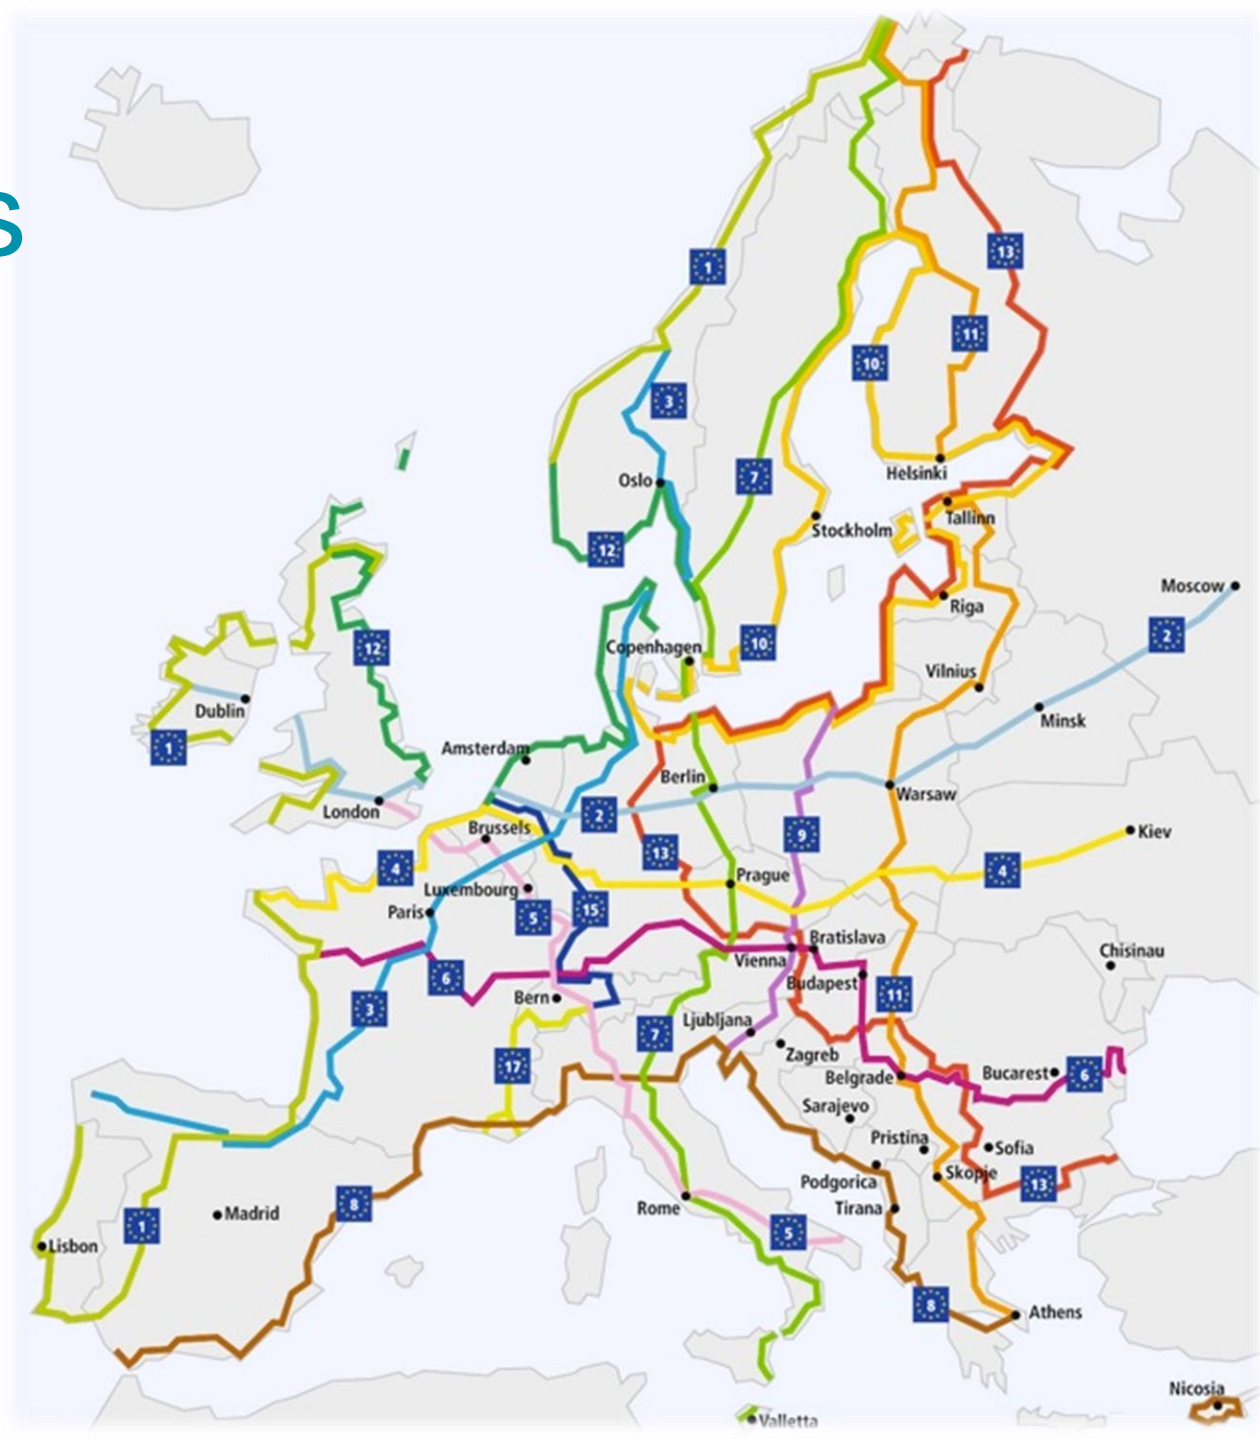 s
1
13
11
10
3
7
Oslo
Helsinki
Tallinn
Stockholm
12
Moscow
Riga
2
10
12
Copenhagen
Vilnius
Dublin
Minsk
1
Amsterdam
Berlin
Warsaw
London
2
Brussels
Kiev
9
13
4
4
Prague
Luxembourg
Paris
5
15
Bratislava
Vienna
Chisinau
6
Budapest
Bern
11
3
Ljubljana
7
Zagreb
17
Belgrade
Bucarest
6
Sarajevo
Pristina
Sofia
Skopje
Podgorica
13
8
Madrid
Rome
Tirana
1
Lisbon
5
8
Athens
Nicosia
Valletta